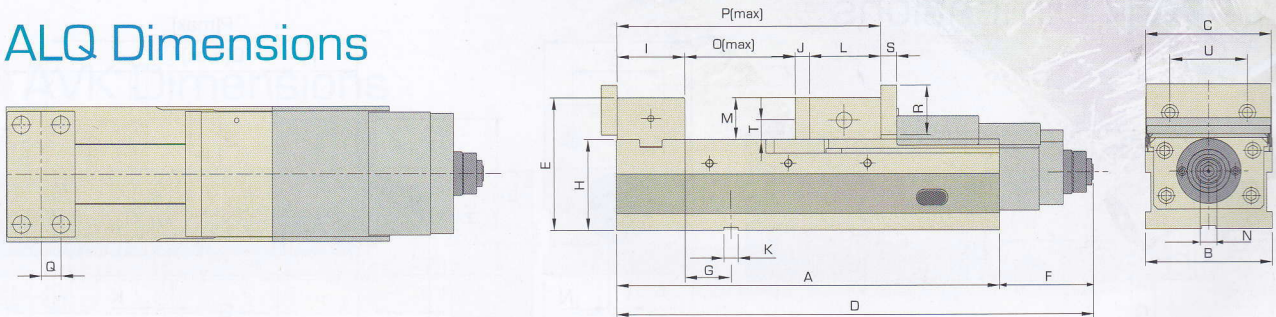 ALQ Dimensions
P(max)
I O(max) J L S
C
U
E H M T R
Q
G K
A F
D
N
B